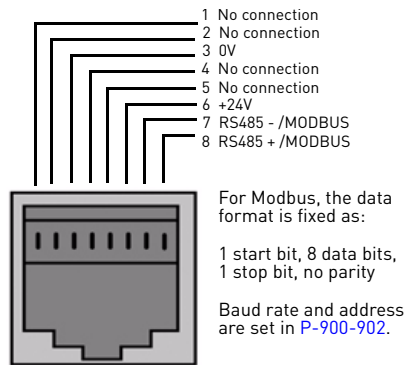 1 No connection
2 No connection
3 0V
4 No connection
5 No connection
6 +24V
7 RS485 - /MODBUS
8 RS485 + /MODBUS
For Modbus, the data
format is fixed as:
1 start bit, 8 data bits,
1 stop bit, no parity
Baud rate and address
are set in P-900-902.